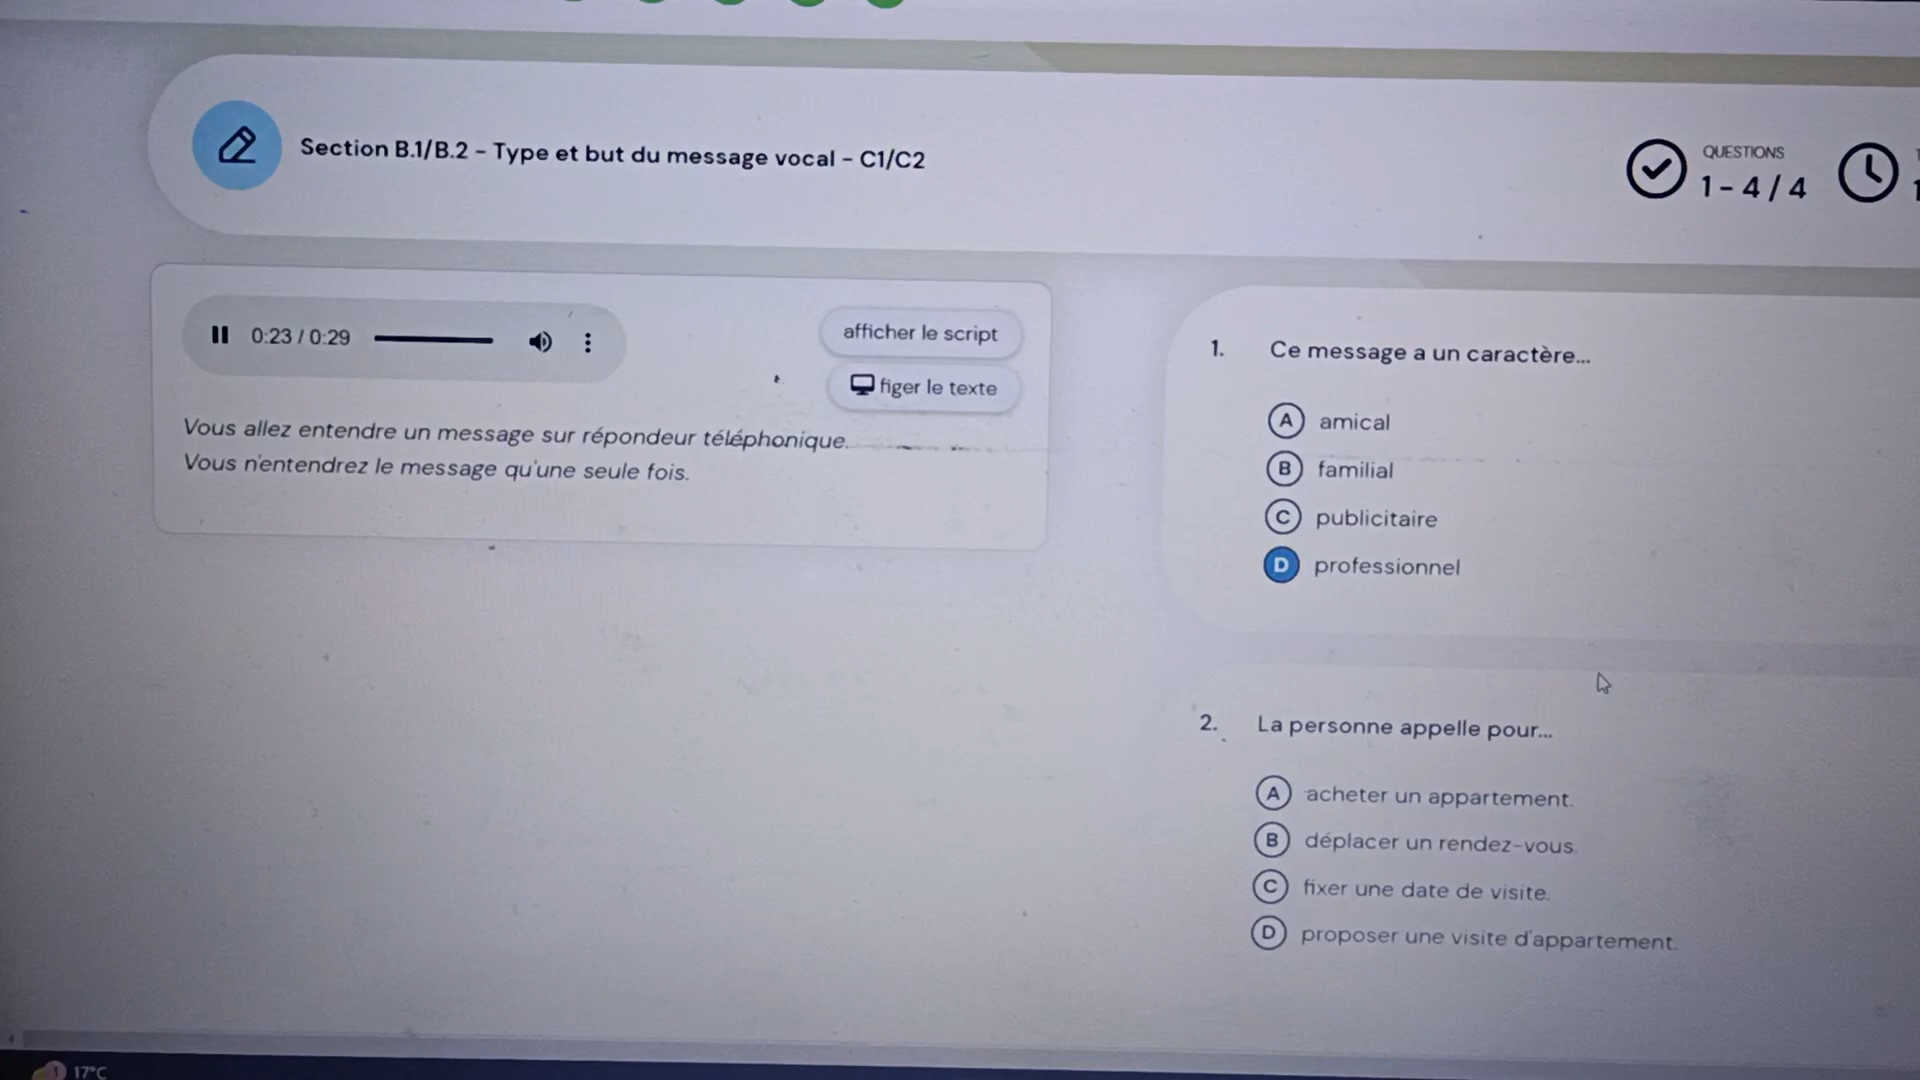 Section B.1/B.2 - Type et but du message vocal - C1/C2
QUESTIONS
1 - 4 / 4
0:23 / 0:29
afficher le script
figer le texte
Vous allez entendre un message sur répondeur téléphonique.
Vous n'entendrez le message qu'une seule fois.
1. Ce message a un caractère...
A amical
B familial
C publicitaire
D professionnel
2. La personne appelle pour...
A acheter un appartement.
B déplacer un rendez-vous.
C fixer une date de visite.
D proposer une visite d'appartement.
1 17°C